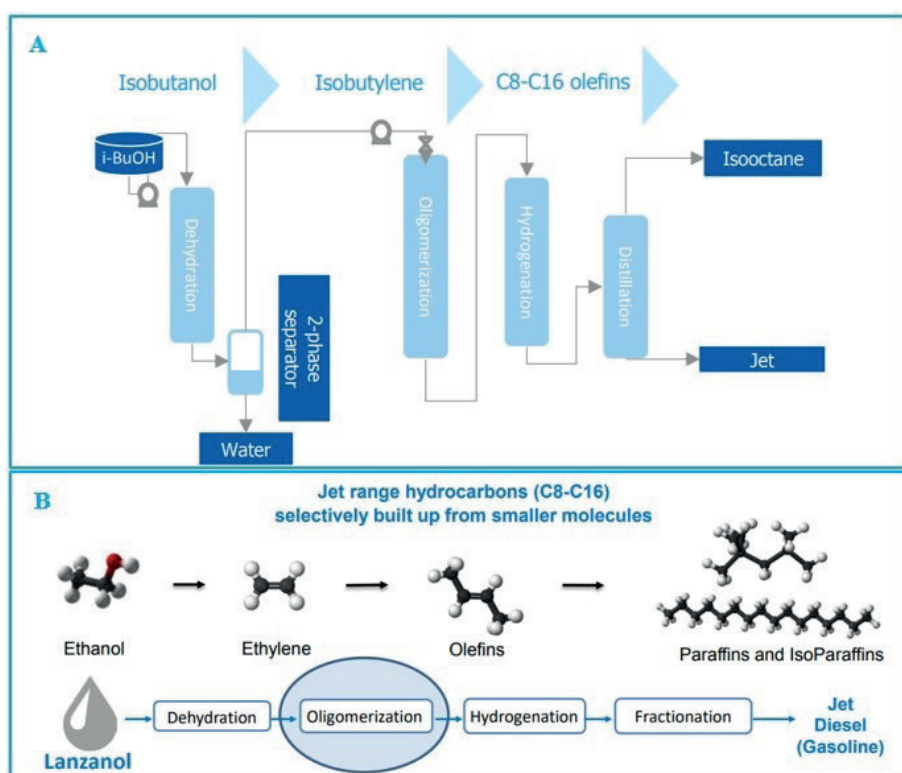 A
Isobutanol
Isobutylene
C8-C16 olefins
i-BuOH
Dehydration
2-phase
separator
Water
Oligomerization
Hydrogenation
Distillation
Isooctane
Jet
B
Jet range hydrocarbons (C8-C16)
selectively built up from smaller molecules
Ethanol
Ethylene
Olefins
Paraffins and IsoParaffins
Lanzanol
Dehydration
Oligomerization
Hydrogenation
Fractionation
Jet
Diesel
(Gasoline)